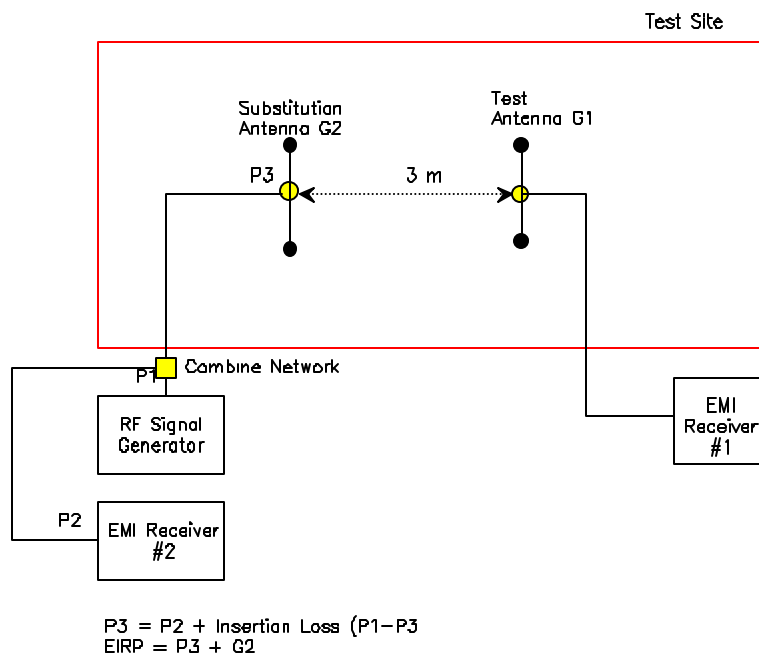 Test Site
Substitution
Antenna G2
Test
Antenna G1
P3
3 m
Combine Network
P1
RF Signal
Generator
EMI
Receiver
#1
P2
EMI Receiver
#2
P3 = P2 + Insertion Loss (P1-P3
EIRP = P3 + G2